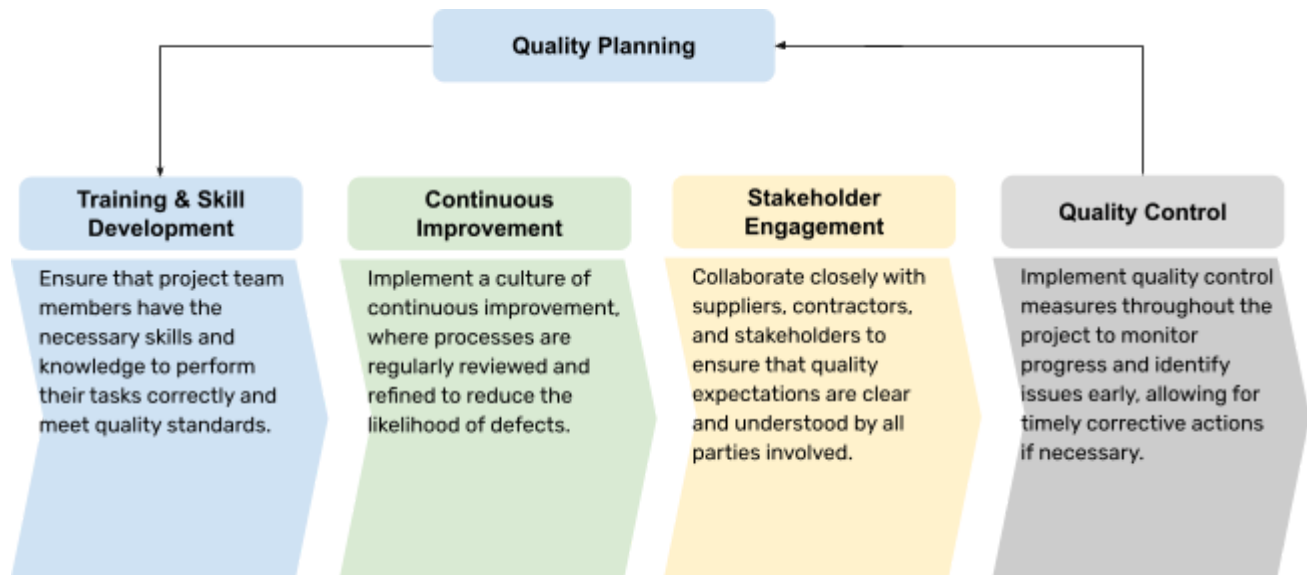 Quality Planning
Training & Skill
Development
Ensure that project team
members have the
necessary skills and
knowledge to perform
their tasks correctly and
meet quality standards.
Continuous
Improvement
Implement a culture of
continuous improvement,
where processes are
regularly reviewed and
refined to reduce the
likelihood of defects.
Stakeholder
Engagement
Collaborate closely with
suppliers, contractors,
and stakeholders to
ensure that quality
expectations are clear
and understood by all
parties involved.
Quality Control
Implement quality control
measures throughout the
project to monitor
progress and identify
issues early, allowing for
timely corrective actions
if necessary.